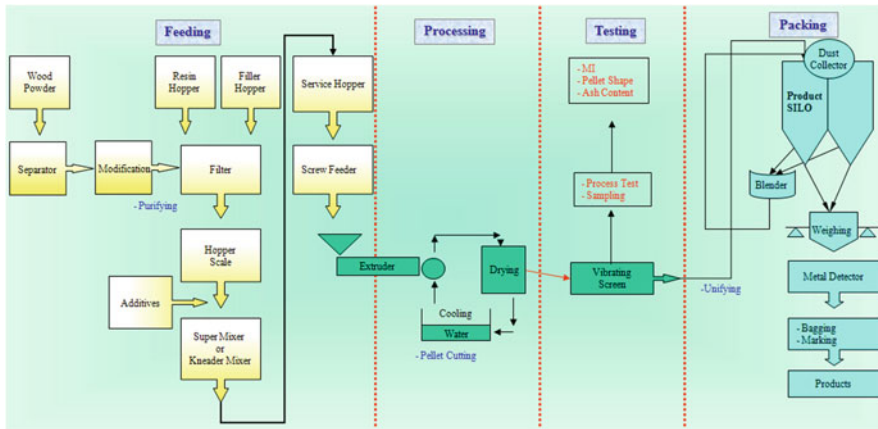 Feeding
Processing
Testing
Packing
Wood
Powder
Resin
Hopper
Filler
Hopper
Service Hopper
Separator
Modification
Filter
Screw Feeder
- Purifying
Hopper
Scale
Additives
Super Mixer
or
Kneader Mixer
Extruder
Drying
Cooling
Water
- Pellet Cutting
- MI
- Pellet Shape
- Ash Content
- Process Test
- Sampling
Vibrating
Screen
-Unifying
Dust
Collector
Product
SILO
Blender
Weighing
Metal Detector
- Bagging
- Marking
Products